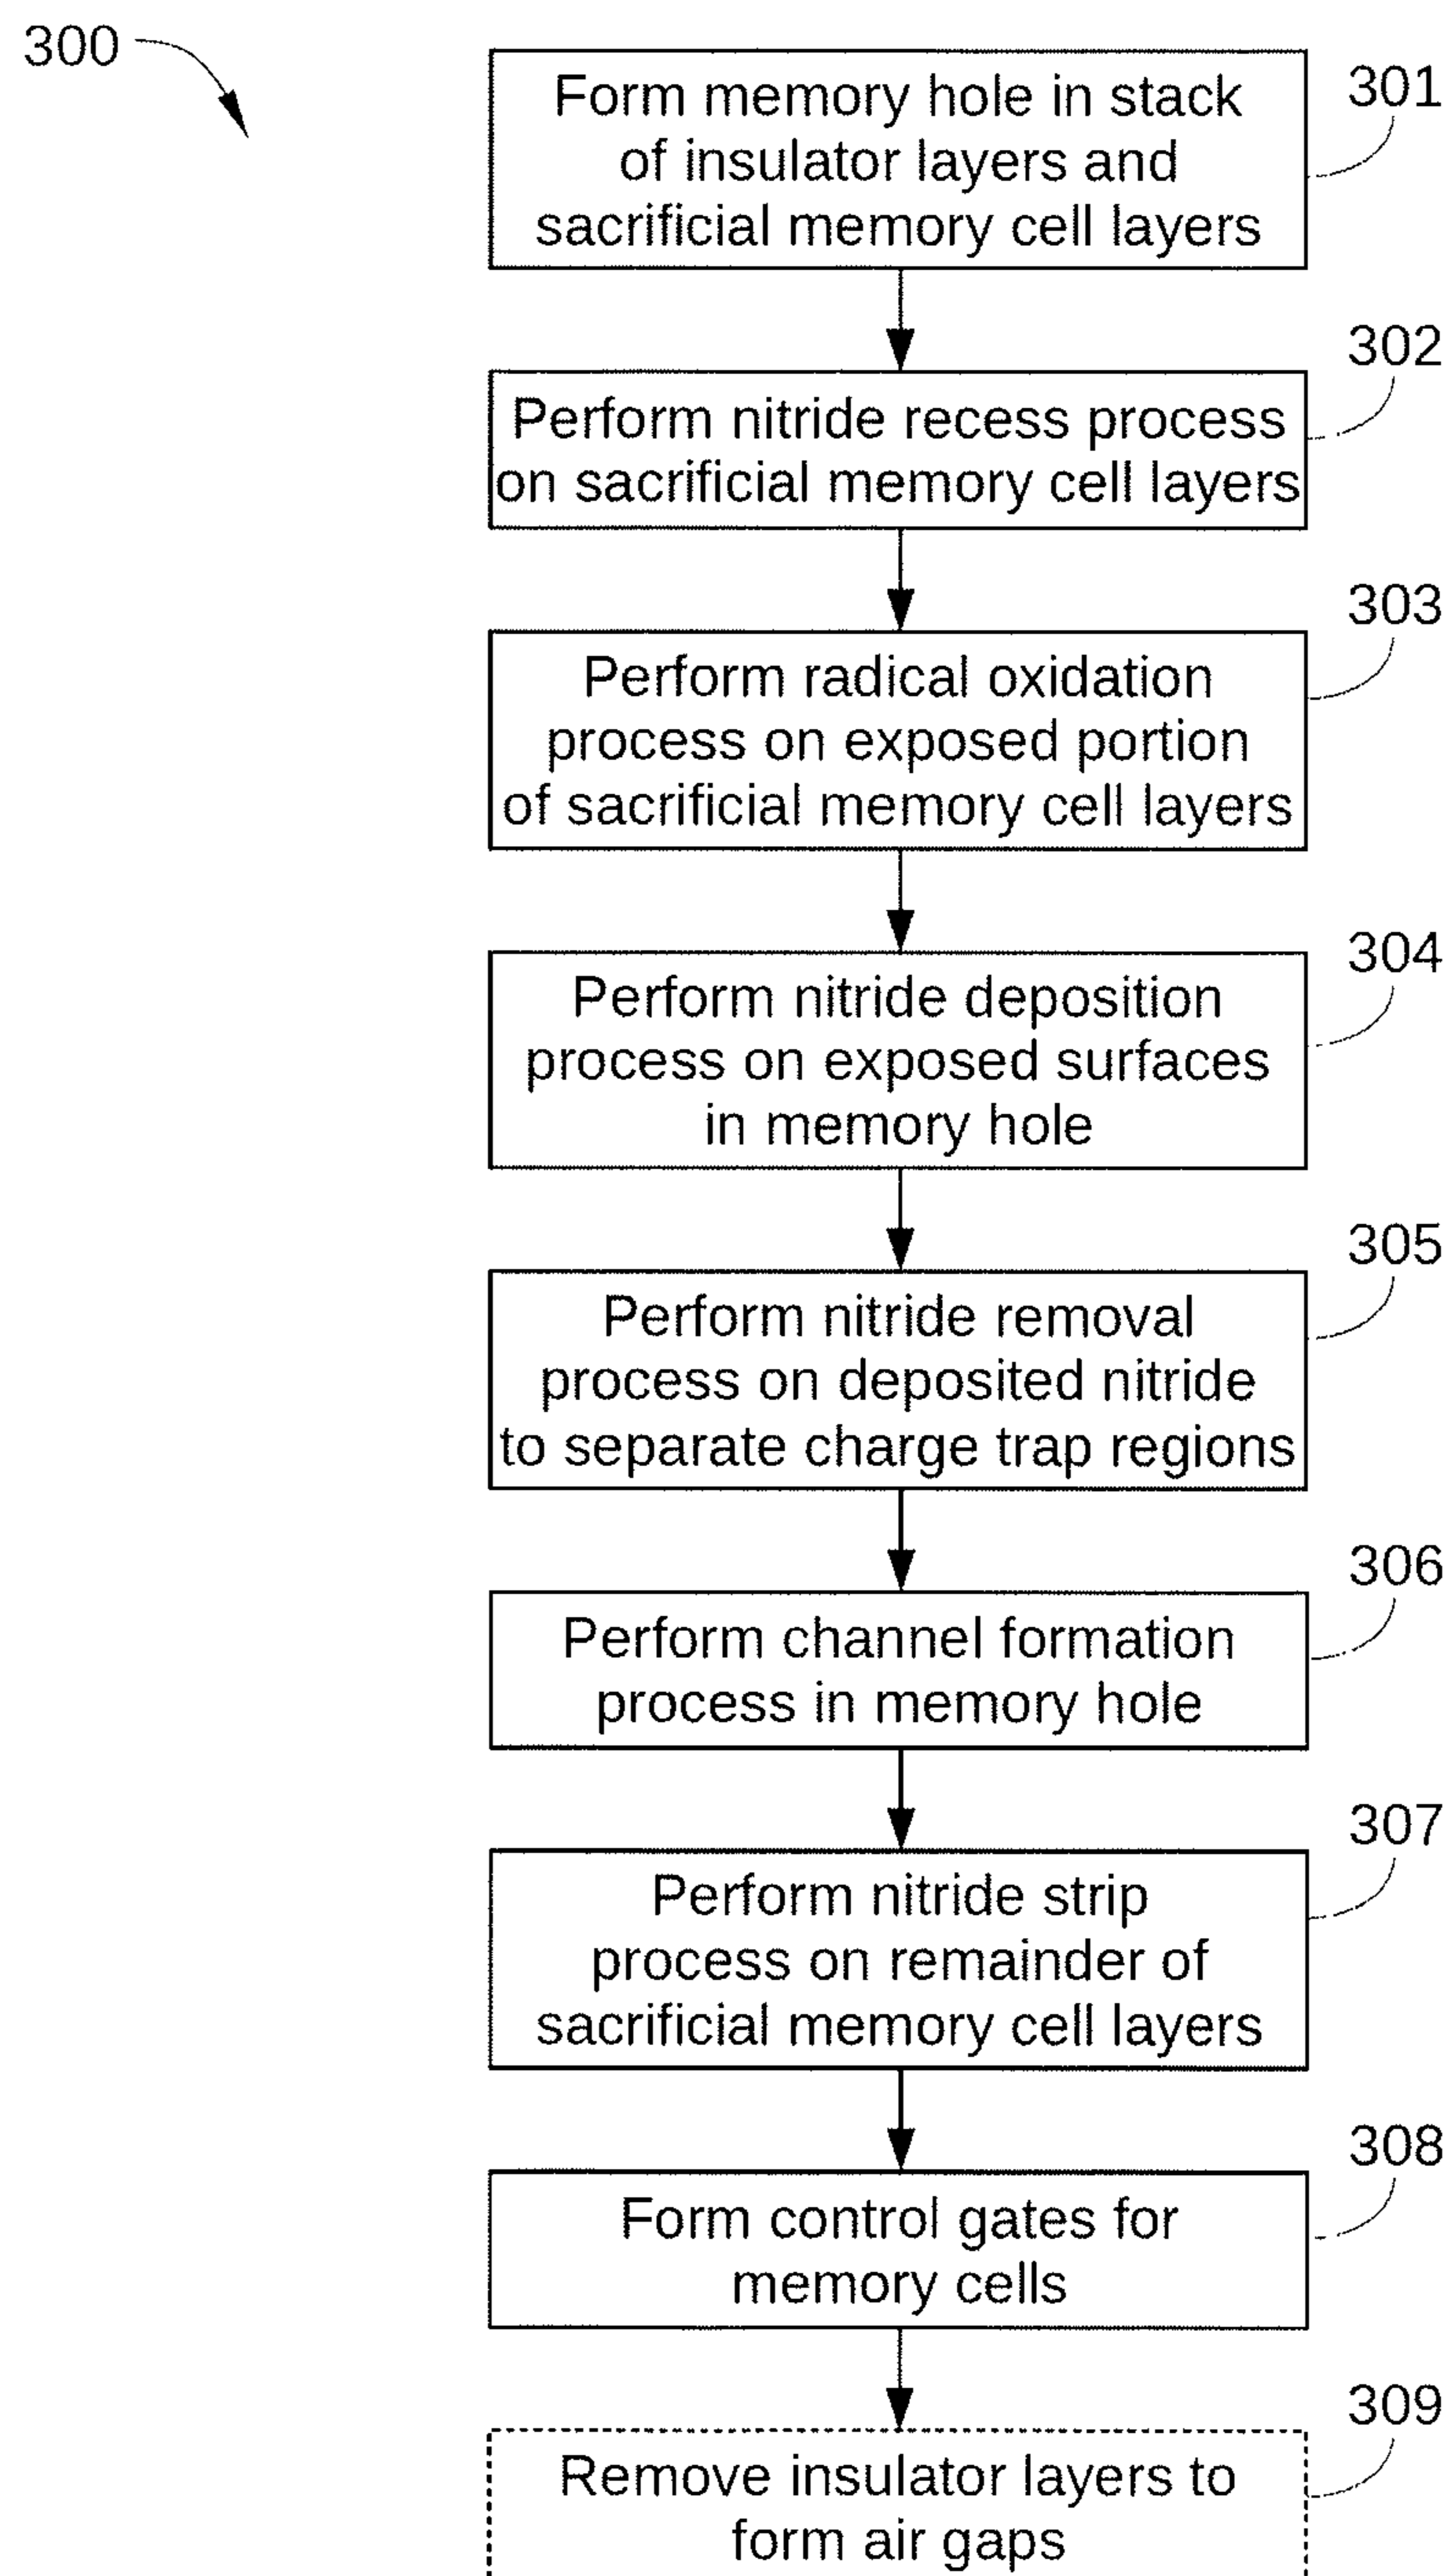 300
301
Form memory hole in stack
of insulator layers and
sacrificial memory cell layers
302
Perform nitride recess process
on sacrificial memory cell layers
303
Perform radical oxidation
process on exposed portion
of sacrificial memory cell layers
304
Perform nitride deposition
process on exposed surfaces
in memory hole
305
Perform nitride removal
process on deposited nitride
to separate charge trap regions
306
Perform channel formation
process in memory hole
307
Perform nitride strip
process on remainder of
sacrificial memory cell layers
308
Form control gates for
memory cells
309
Remove insulator layers to
form air gaps